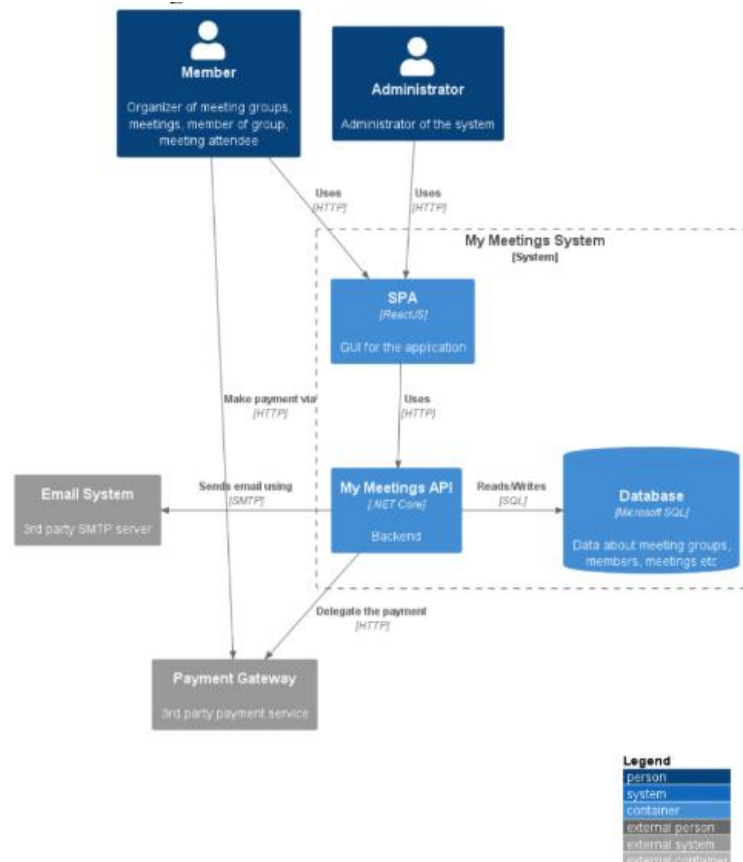 Member
Organizer of meeting groups,
meetings, member of group,
meeting attendee
Administrator
Administrator of the system
Uses
[HTTP]
Uses
[HTTP]
My Meetings System
[System]
SPA
[ReactJS]
GUI for the application
Make payment via
[HTTP]
Uses
[HTTP]
Email System
3rd party SMTP server
Sends email using
[SMTP]
My Meetings API
[.NET Core]
Backend
Reads/Writes
[SQL]
Database
[Microsoft SQL]
Data about meeting groups,
members, meetings etc
Delegate the payment
[HTTP]
Payment Gateway
3rd party payment service
Legend
person
system
container
external person
external system
external container